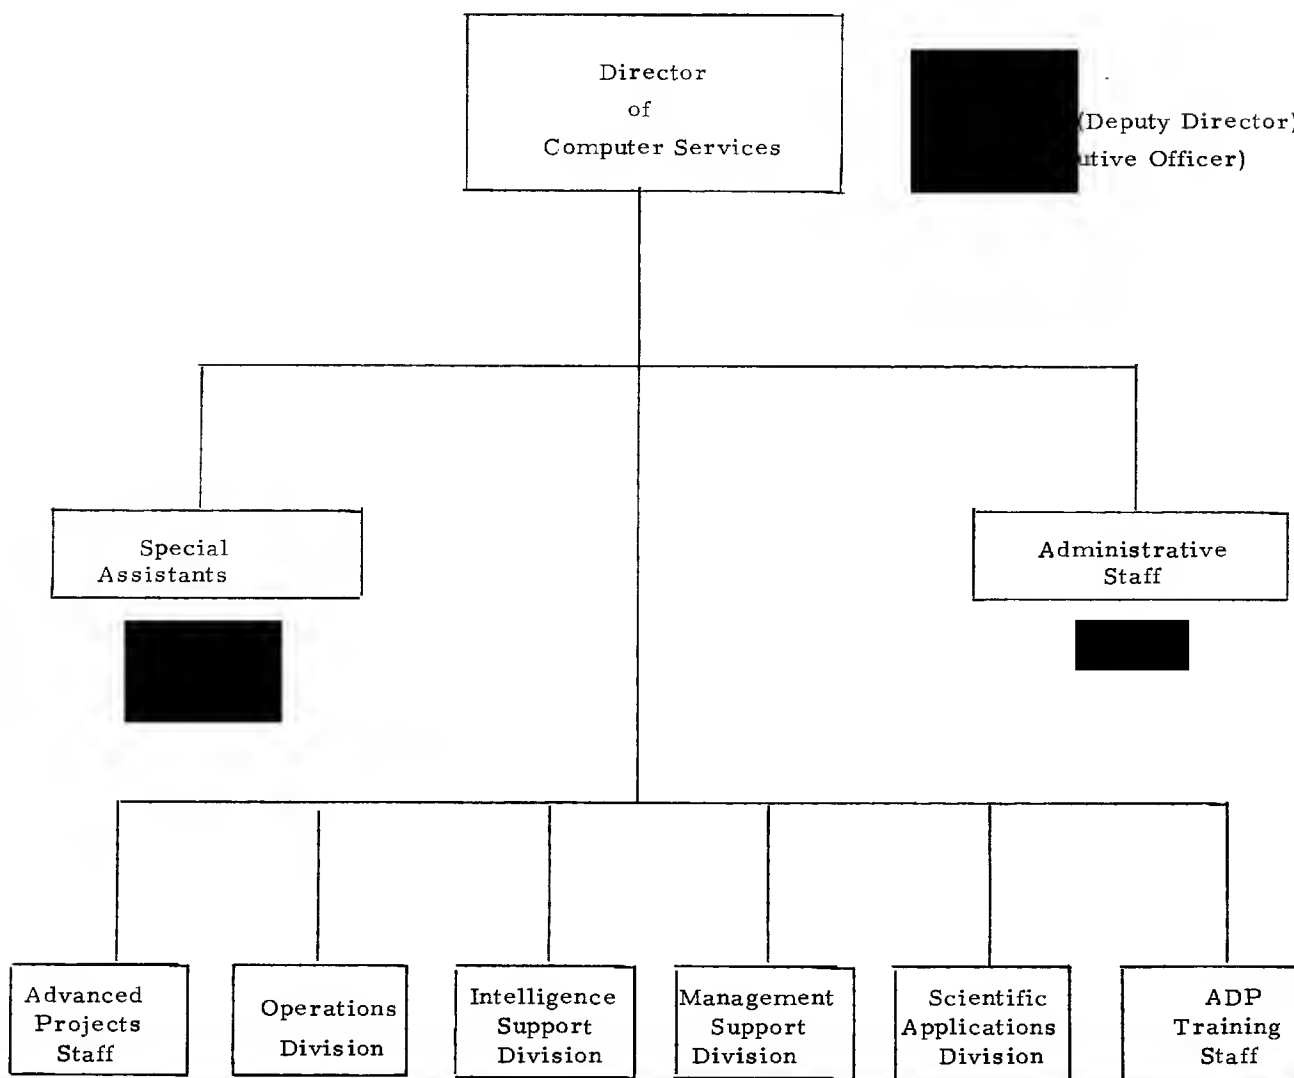 Director
of
Computer Services
(Deputy Director)
utive Officer)
Special
Assistants
Administrative
Staff
Advanced
Projects
Staff
Operations
Division
Intelligence
Support
Division
Management
Support
Division
Scientific
Applications
Division
ADP
Training
Staff